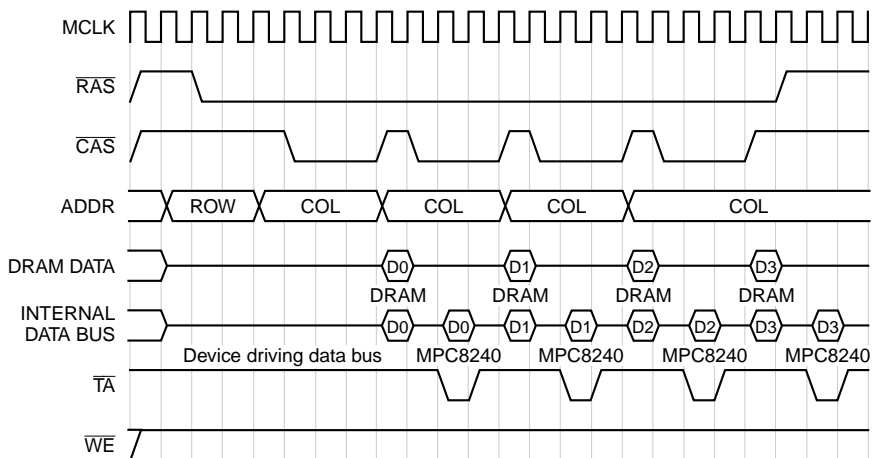 MCLK
RAS
CAS
ADDR ROW COL COL COL COL
DRAM DATA D0 D1 D2 D3
DRAM DRAM DRAM DRAM
INTERNAL
DATA BUS D0 D0 D1 D1 D2 D2 D3 D3
Device driving data bus MPC8240 MPC8240 MPC8240 MPC8240
TA
WE